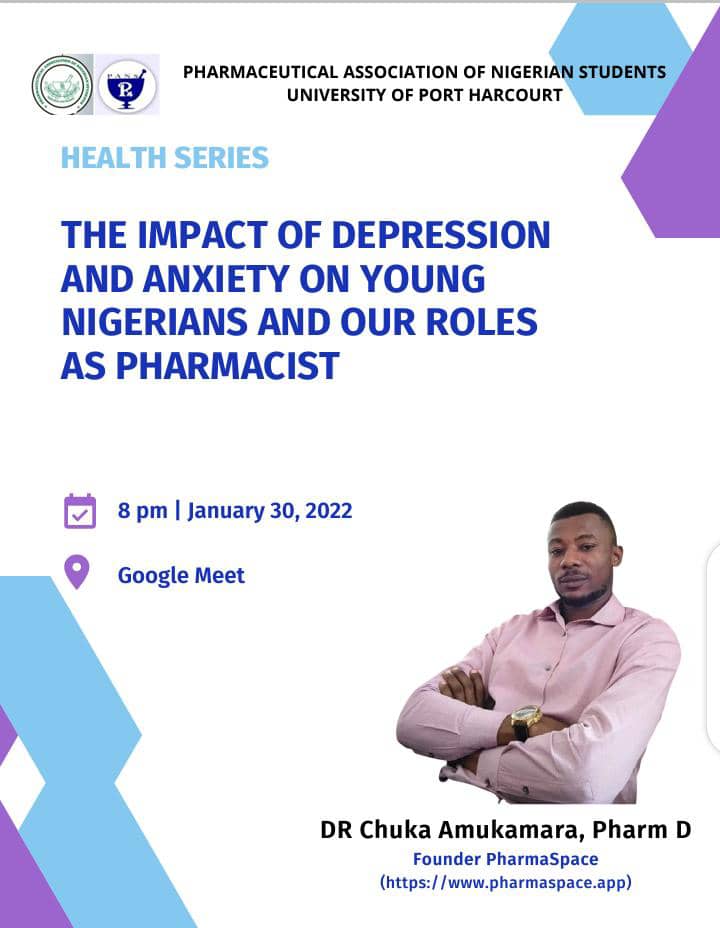 PHARMACEUTICAL ASSOCIATION OF NIGERIAN STUDENTS
UNIVERSITY OF PORT HARCOURT
P.A.N.S
HEALTH SERIES
THE IMPACT OF DEPRESSION
AND ANXIETY ON YOUNG
NIGERIANS AND OUR ROLES
AS PHARMACIST
8 pm | January 30, 2022
Google Meet
DR Chuka Amukamara, Pharm D
Founder PharmaSpace
(https://www.pharmaspace.app)